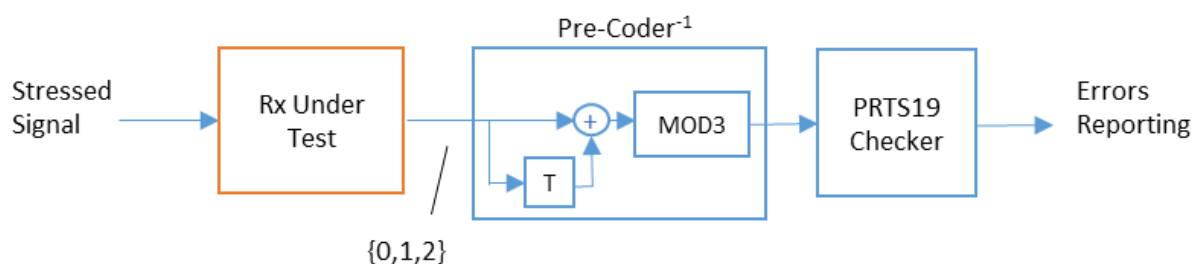 Pre-Coder-1
Stressed
Signal
Rx Under
Test
+
MOD3
T
PRTS19
Checker
Errors
Reporting
{0,1,2}